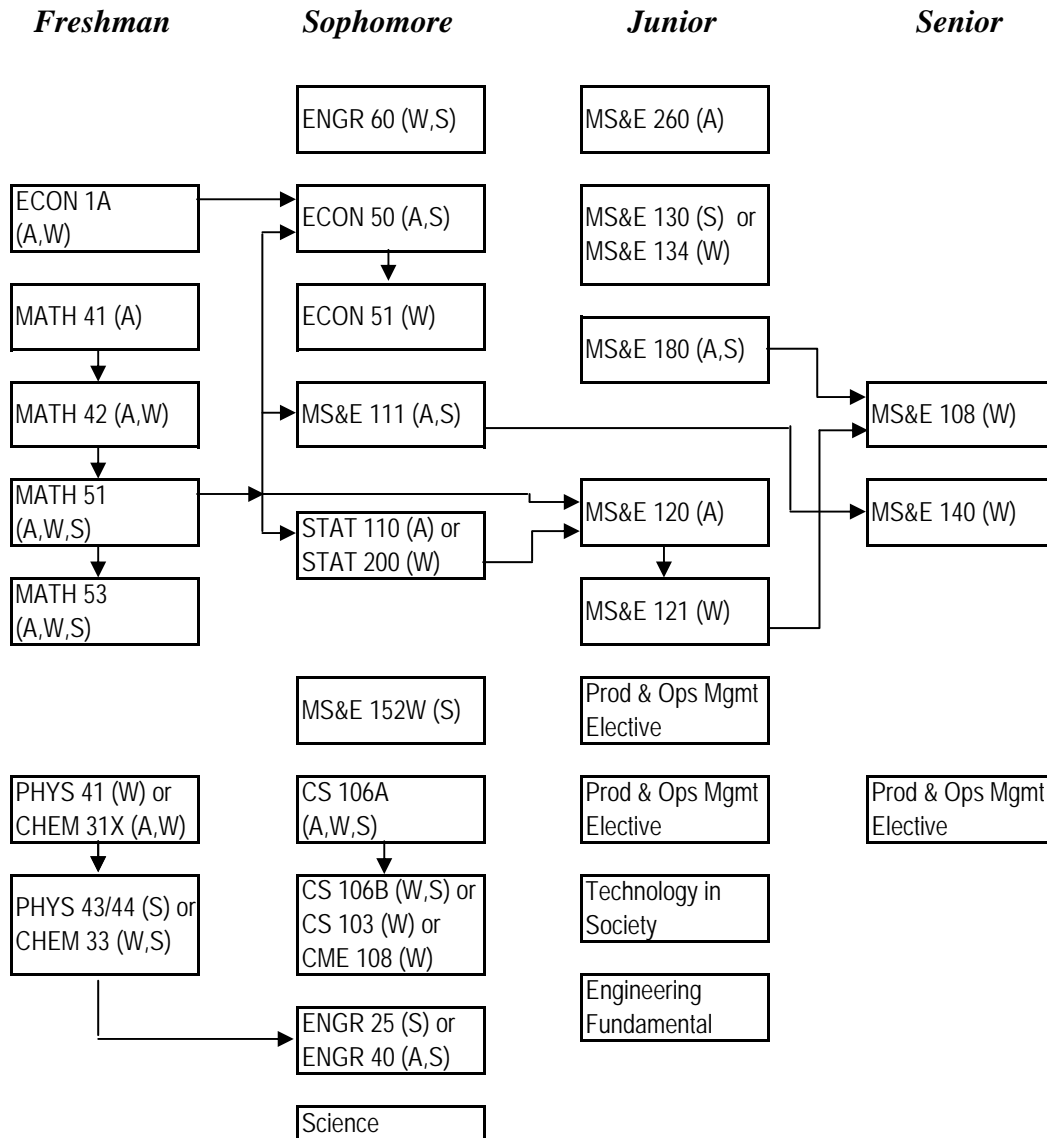 Freshman
Sophomore
Junior
Senior
ENGR 60 (W,S)
MS&E 260 (A)
ECON 1A
(A,W)
ECON 50 (A,S)
MS&E 130 (S) or
MS&E 134 (W)
MATH 41 (A)
ECON 51 (W)
MS&E 180 (A,S)
MATH 42 (A,W)
MS&E 111 (A,S)
MS&E 108 (W)
MATH 51
(A,W,S)
STAT 110 (A) or
STAT 200 (W)
MS&E 120 (A)
MS&E 140 (W)
MATH 53
(A,W,S)
MS&E 121 (W)
MS&E 152W (S)
Prod & Ops Mgmt
Elective
PHYS 41 (W) or
CHEM 31X (A,W)
CS 106A
(A,W,S)
Prod & Ops Mgmt
Elective
Prod & Ops Mgmt
Elective
PHYS 43/44 (S) or
CHEM 33 (W,S)
CS 106B (W,S) or
CS 103 (W) or
CME 108 (W)
Technology in
Society
ENGR 25 (S) or
ENGR 40 (A,S)
Engineering
Fundamental
Science